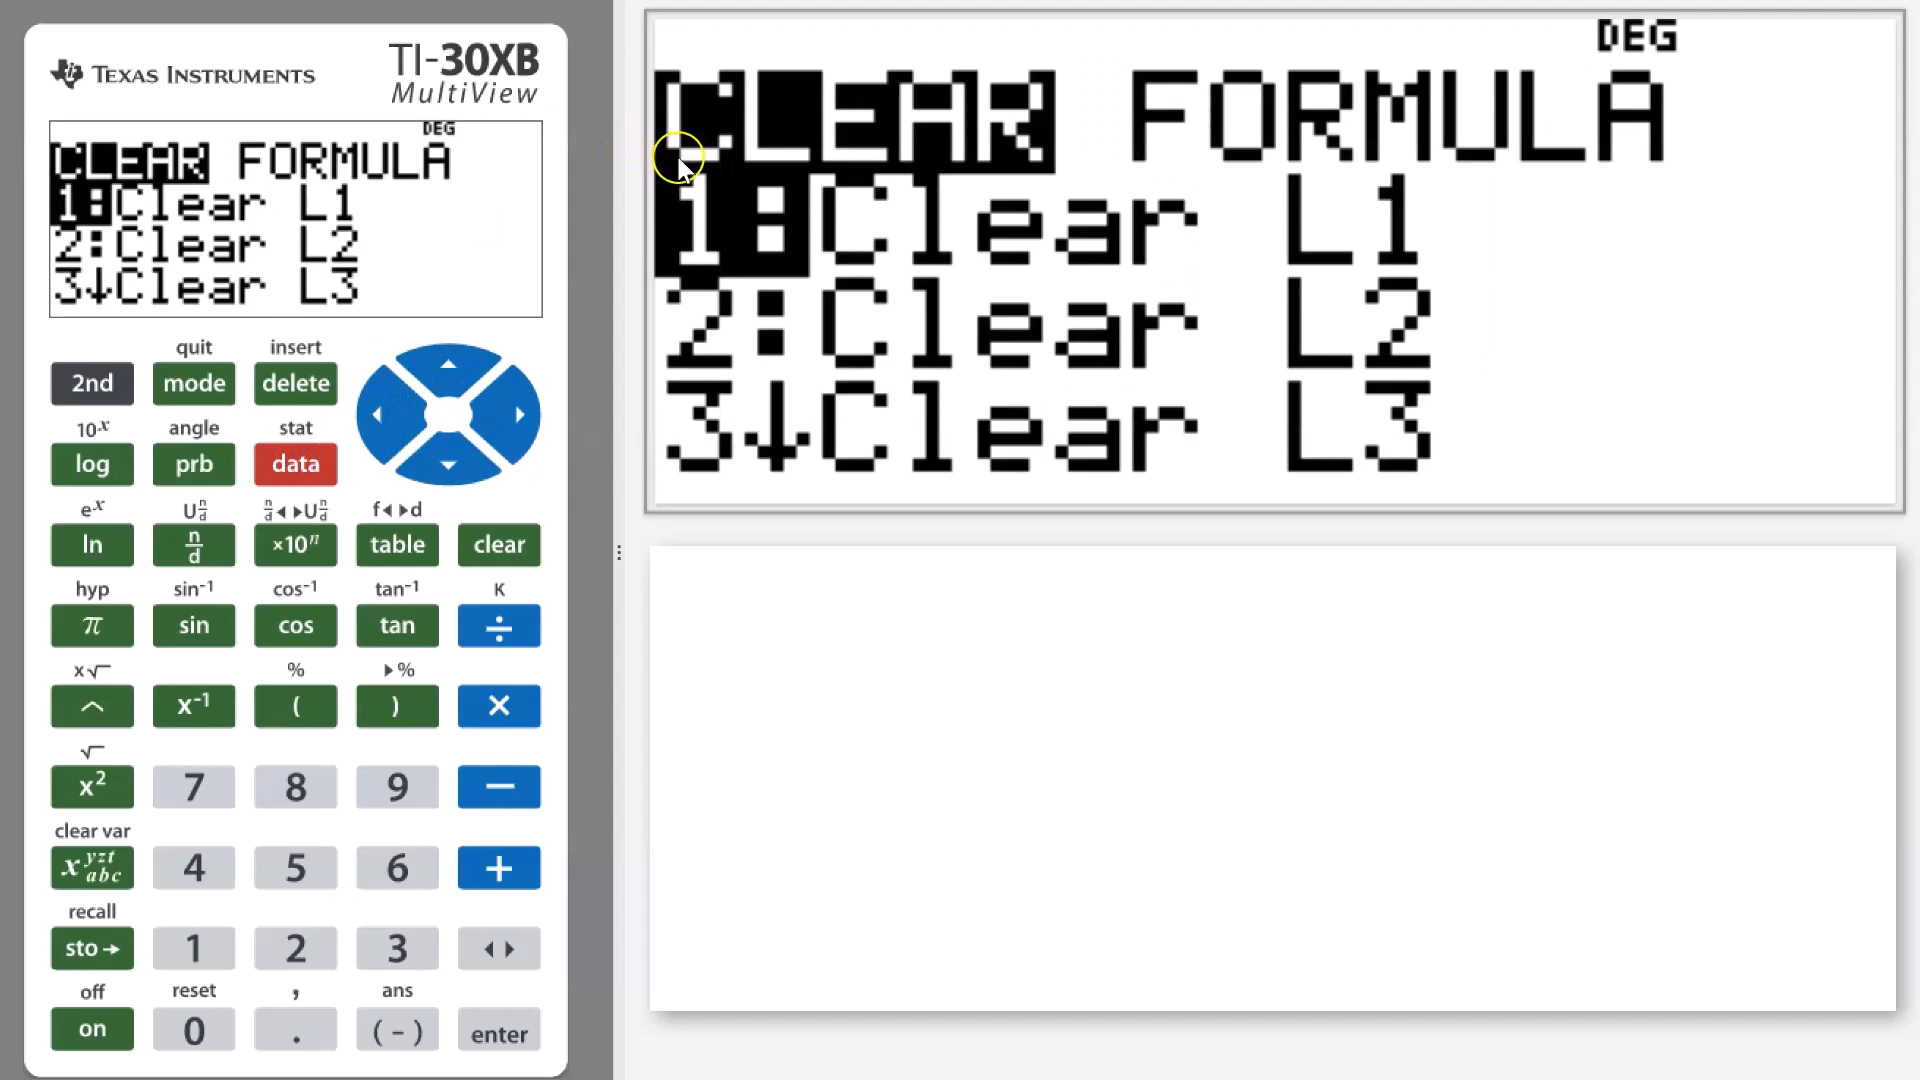 TEXAS INSTRUMENTS
TI-30XB
MultiView
DEG
CLEAR FORMULA
1:Clear L1
2:Clear L2
3↓Clear L3
quit insert
2nd mode delete
10ˣ angle stat
log prb data
eˣ U n/d n/d◄►U n/d f◄►d
ln n/d ×10ⁿ table clear
hyp sin⁻¹ cos⁻¹ tan⁻¹ K
π sin cos tan ÷
x√ % ►%
^ x⁻¹ ( ) ×
√
x² 7 8 9 −
clear var
x yzt abc 4 5 6 +
recall
sto→ 1 2 3 ◄►
off reset , ans
on 0 . (-) enter
DEG
CLEAR FORMULA
1:Clear L1
2:Clear L2
3↓Clear L3